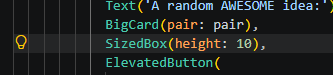 Text('A random AWESOME idea:')
BigCard(pair: pair),
SizedBox(height: 10),
ElevatedButton(